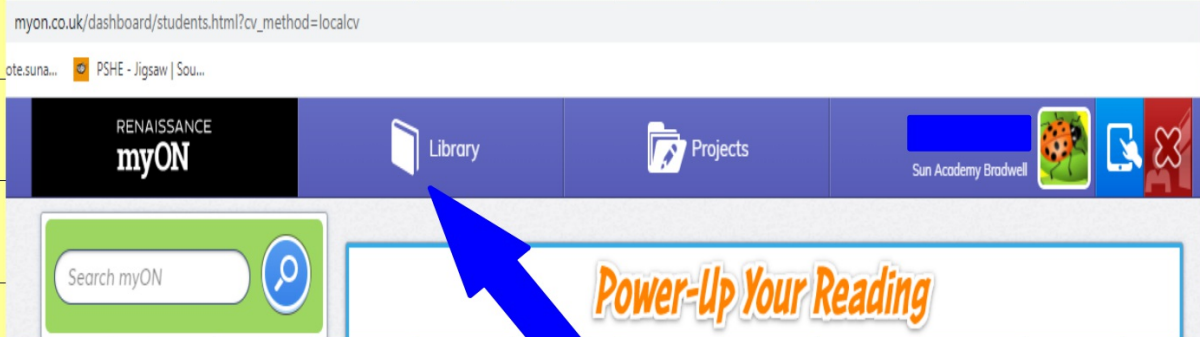 myon.co.uk/dashboard/students.html?cv_method=localcv
ote.suna... PSHE - Jigsaw | Sou...
RENAISSANCE
myON
Library
Projects
Sun Academy Bradwell
Search myON
Power-Up Your Reading